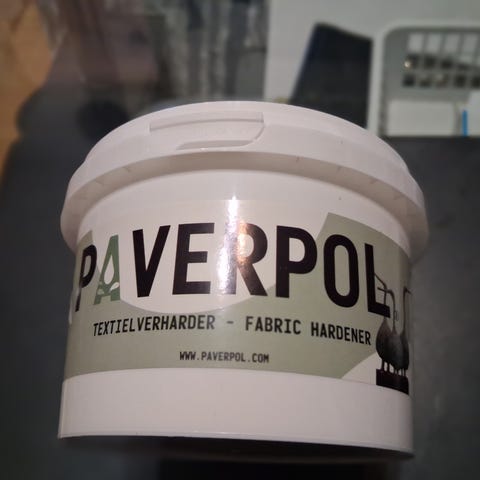 PAVERPOL
TEXTIELVERHARDER - FABRIC HARDENER
WWW.PAVERPOL.COM